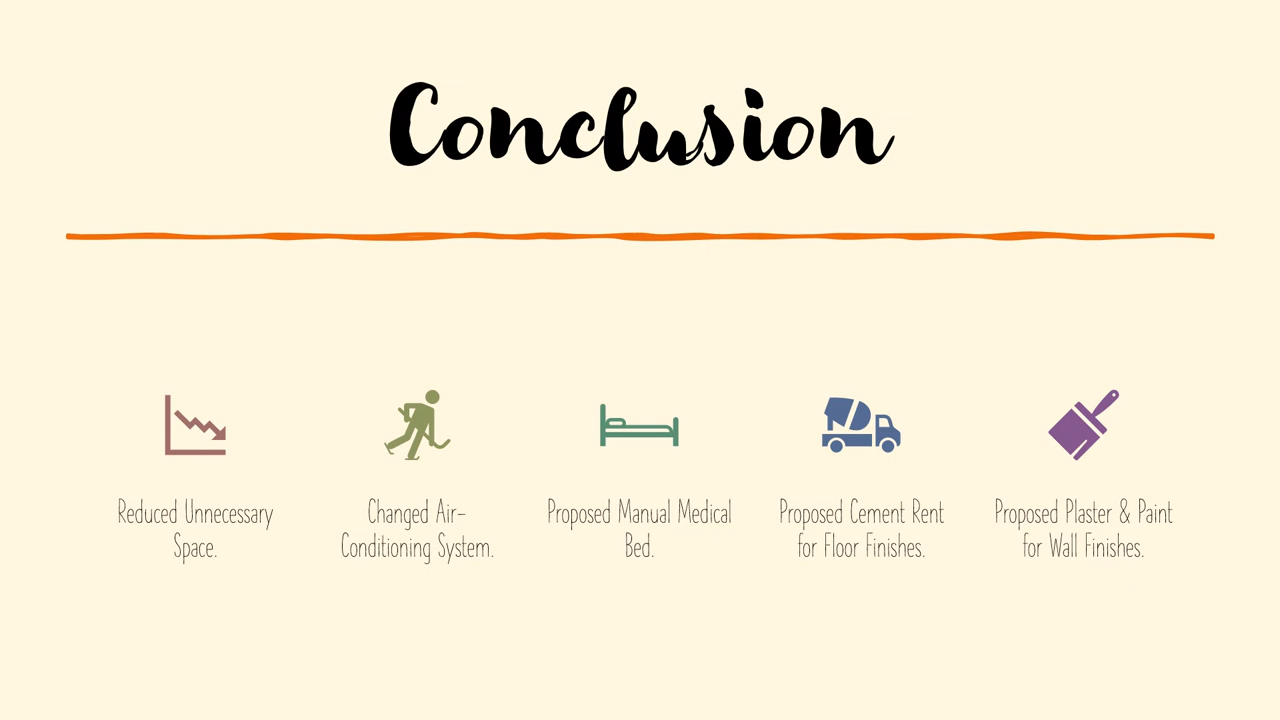 Conclusion
Reduced Unnecessary
Space.
Changed Air-
Conditioning System.
Proposed Manual Medical
Bed.
Proposed Cement Rent
for Floor Finishes.
Proposed Plaster & Paint
for Wall Finishes.